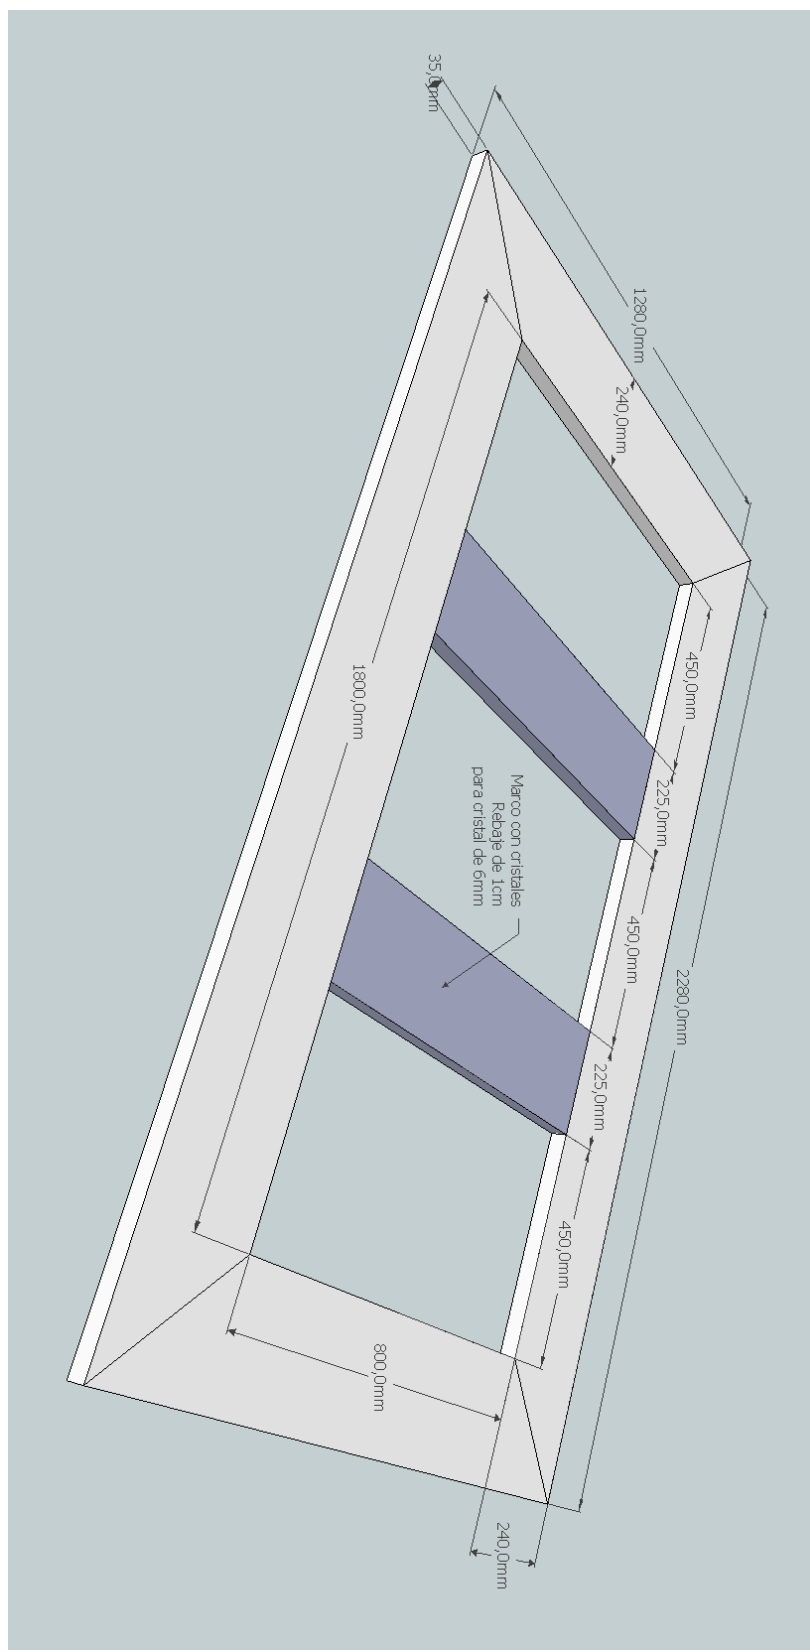 35,0mm
1280,0mm
240,0mm
450,0mm
225,0mm
450,0mm
225,0mm
450,0mm
2280,0mm
1800,0mm
Marco con cristales
Rebaje de 1cm
para cristal de 6mm
800,0mm
240,0mm